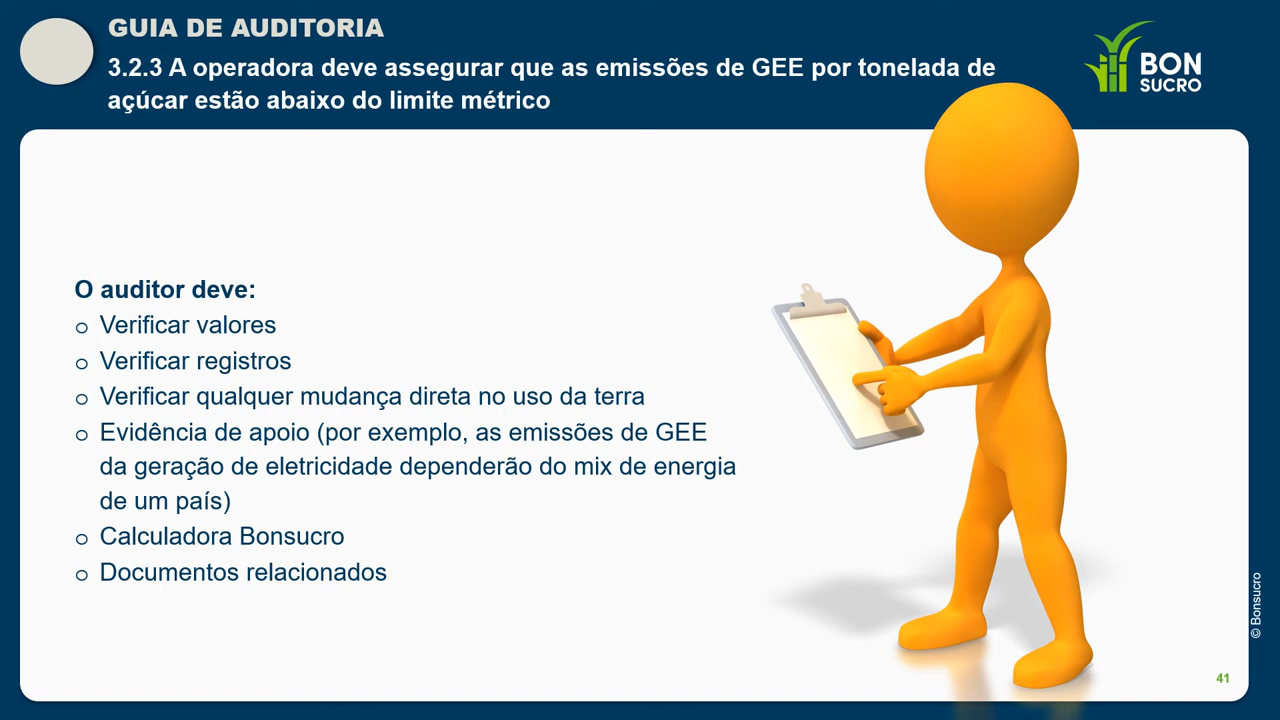 GUIA DE AUDITORIA
3.2.3 A operadora deve assegurar que as emissões de GEE por tonelada de
açúcar estão abaixo do limite métrico
BON
SUCRO
O auditor deve:
o Verificar valores
o Verificar registros
o Verificar qualquer mudança direta no uso da terra
o Evidência de apoio (por exemplo, as emissões de GEE
da geração de eletricidade dependerão do mix de energia
de um país)
o Calculadora Bonsucro
o Documentos relacionados
© Bonsucro
41